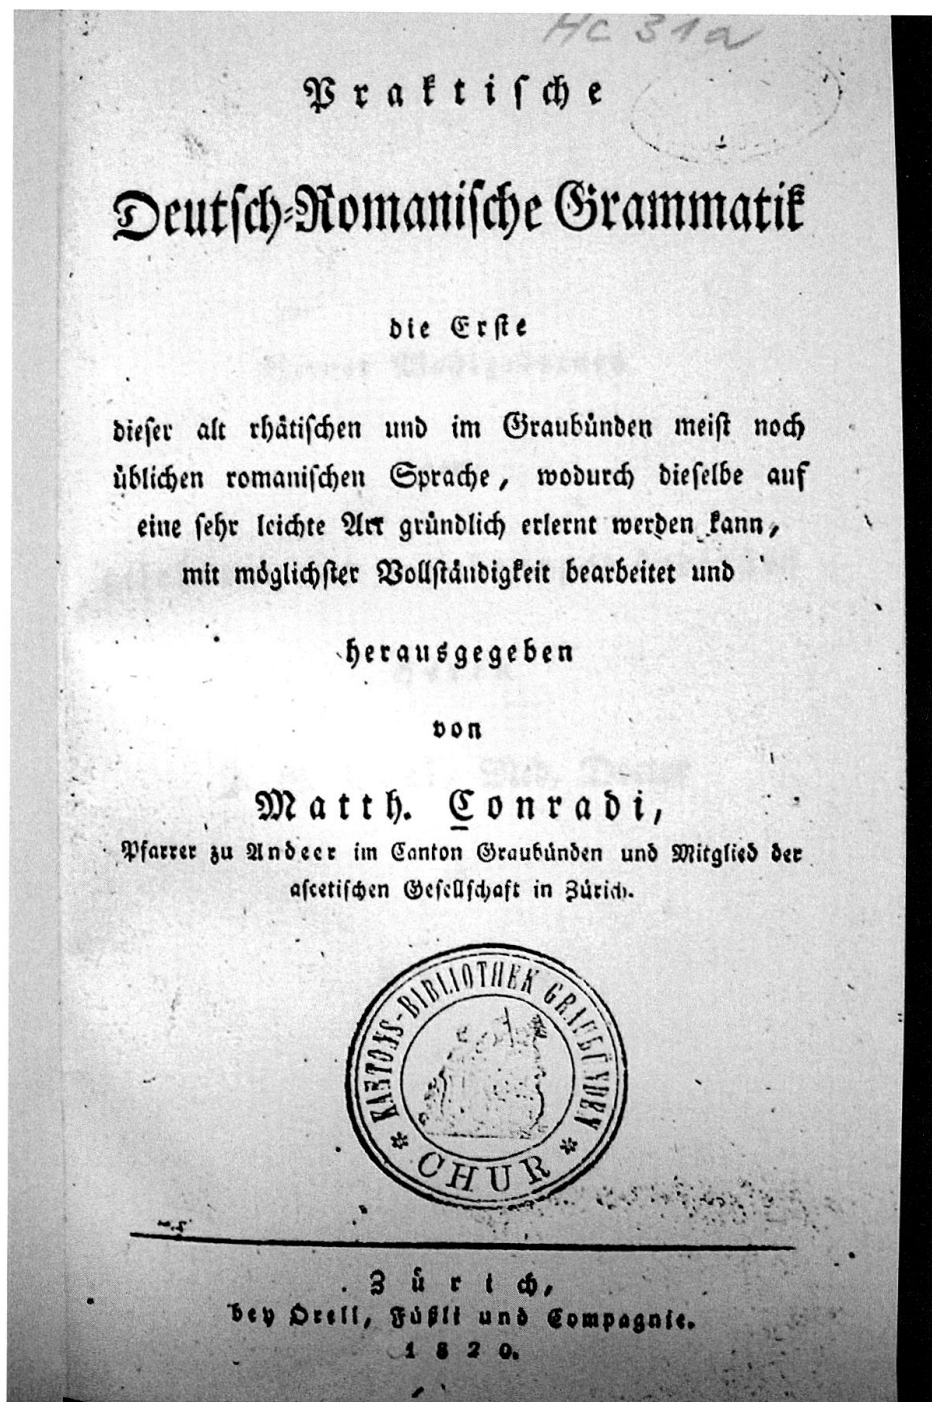 HC 31a
Praktische
Deutsch-Romanische Grammatik
die Erste
dieser alt rhätischen und im Graubünden meist noch
üblichen romanischen Sprache, wodurch dieselbe auf
eine sehr leichte Art gründlich erlernt werden kann,
mit möglichster Vollständigkeit bearbeitet und
herausgegeben
von
Matth. Conradi,
Pfarrer zu Andeer im Canton Graubünden und Mitglied der
ascetischen Gesellschaft in Zürich.
KANTONS-BIBLIOTHEK GRAUBÜNDEN
* CHUR *
Zürich,
bey Orell, Füßli und Compagnie.
1820.